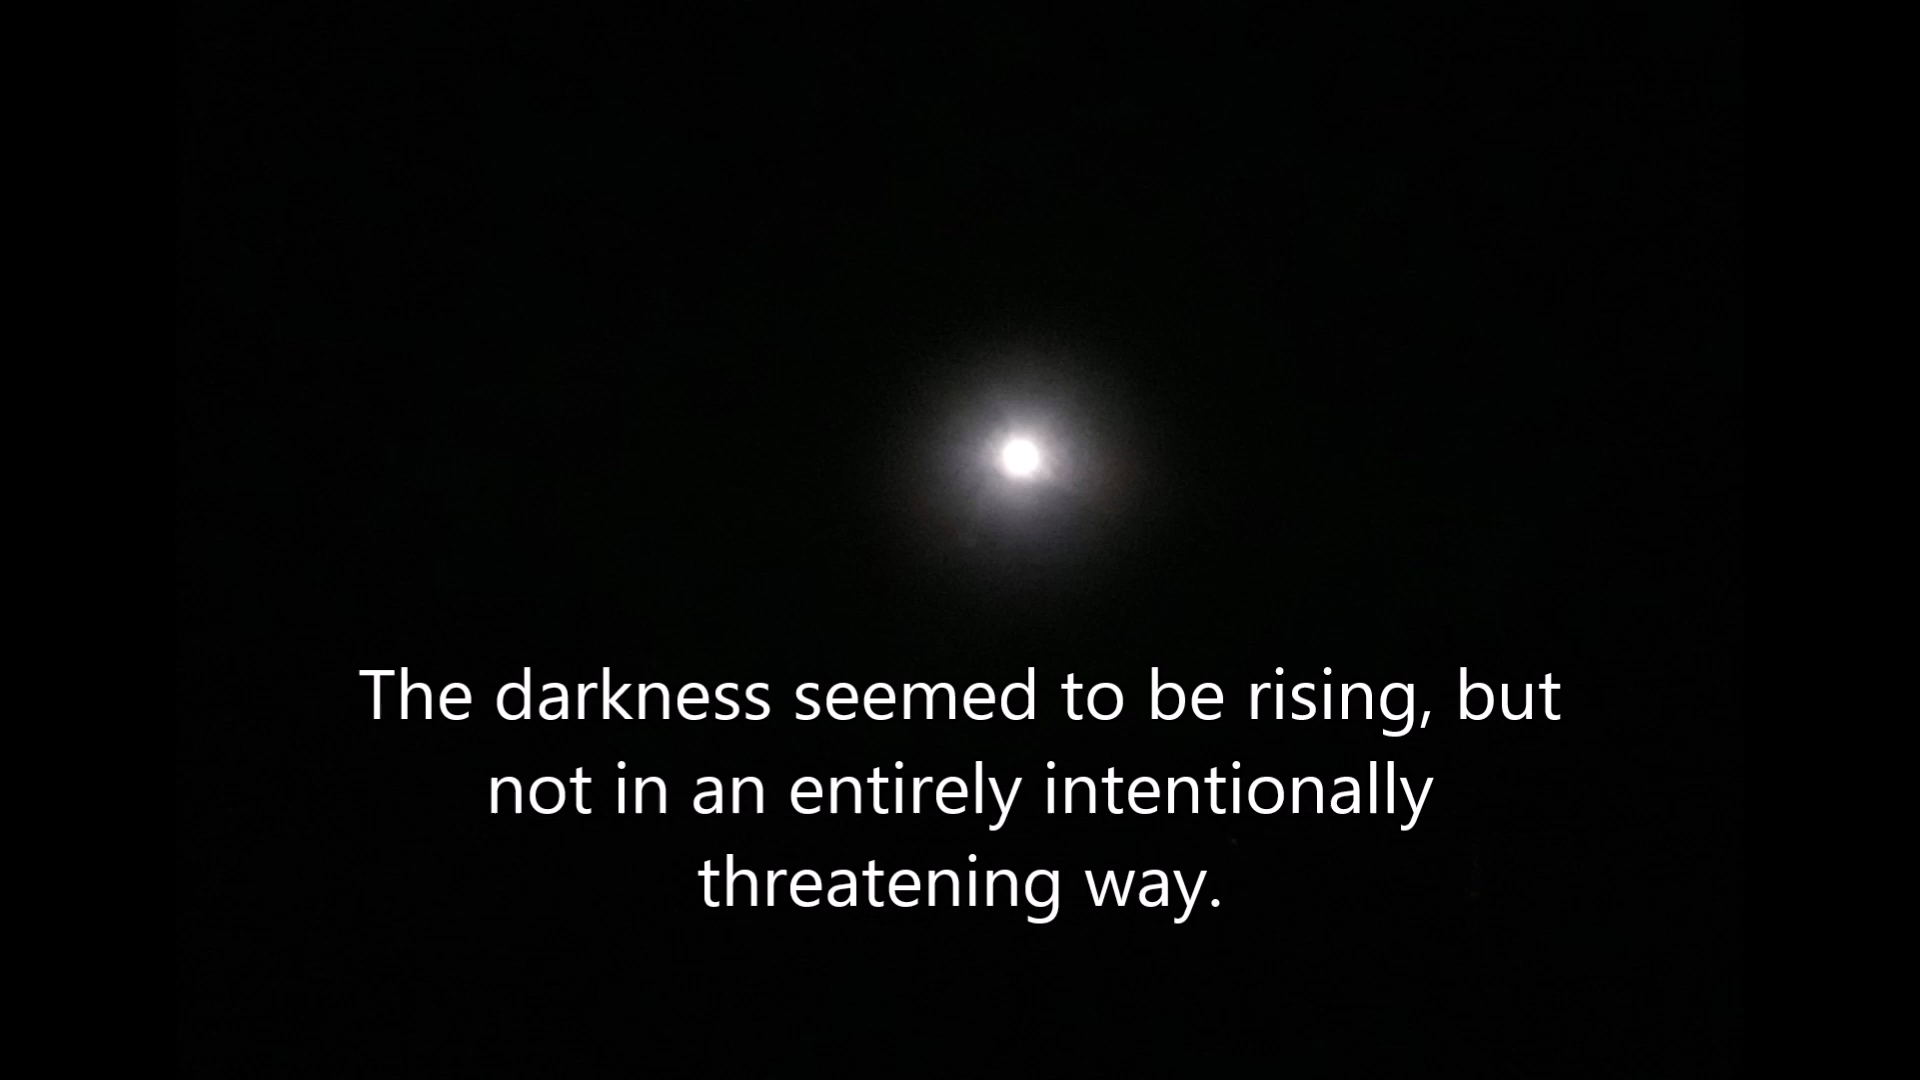 The darkness seemed to be rising, but
not in an entirely intentionally
threatening way.